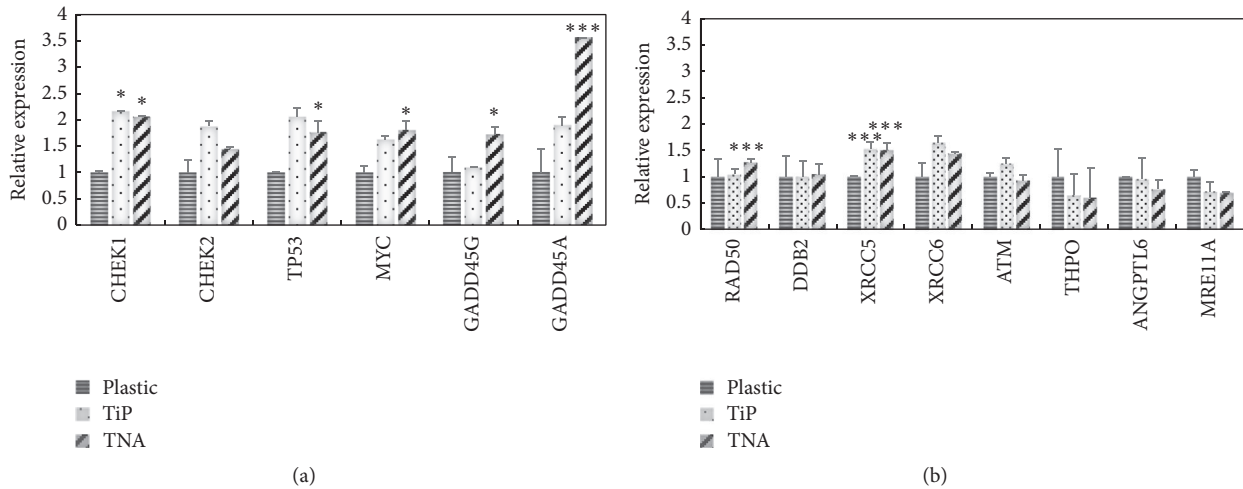 4
3.5
3
2.5
2
1.5
1
0.5
0
Relative expression
*
*
*
*
*
***
CHEK1
CHEK2
TP53
MYC
GADD45G
GADD45A
Plastic
TiP
TNA
(a)
4
3.5
3
2.5
2
1.5
1
0.5
0
Relative expression
***
***
***
RAD50
DDB2
XRCC5
XRCC6
ATM
THPO
ANGPTL6
MRE11A
Plastic
TiP
TNA
(b)